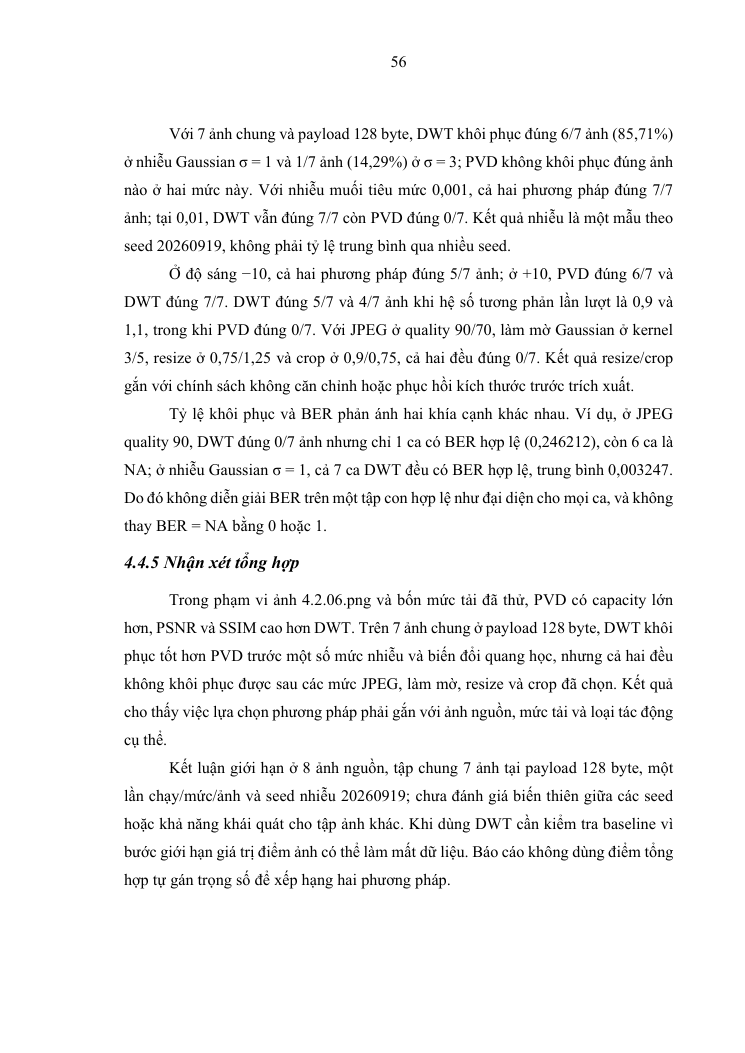 56
Với 7 ảnh chung và payload 128 byte, DWT khôi phục đúng 6/7 ảnh (85,71%)
ở nhiễu Gaussian σ = 1 và 1/7 ảnh (14,29%) ở σ = 3; PVD không khôi phục đúng ảnh
nào ở hai mức này. Với nhiễu muối tiêu mức 0,001, cả hai phương pháp đúng 7/7
ảnh; tại 0,01, DWT vẫn đúng 7/7 còn PVD đúng 0/7. Kết quả nhiễu là một mẫu theo
seed 20260919, không phải tỷ lệ trung bình qua nhiều seed.
Ở độ sáng −10, cả hai phương pháp đúng 5/7 ảnh; ở +10, PVD đúng 6/7 và
DWT đúng 7/7. DWT đúng 5/7 và 4/7 ảnh khi hệ số tương phản lần lượt là 0,9 và
1,1, trong khi PVD đúng 0/7. Với JPEG ở quality 90/70, làm mờ Gaussian ở kernel
3/5, resize ở 0,75/1,25 và crop ở 0,9/0,75, cả hai đều đúng 0/7. Kết quả resize/crop
gắn với chính sách không căn chỉnh hoặc phục hồi kích thước trước trích xuất.
Tỷ lệ khôi phục và BER phản ánh hai khía cạnh khác nhau. Ví dụ, ở JPEG
quality 90, DWT đúng 0/7 ảnh nhưng chỉ 1 ca có BER hợp lệ (0,246212), còn 6 ca là
NA; ở nhiễu Gaussian σ = 1, cả 7 ca DWT đều có BER hợp lệ, trung bình 0,003247.
Do đó không diễn giải BER trên một tập con hợp lệ như đại diện cho mọi ca, và không
thay BER = NA bằng 0 hoặc 1.
4.4.5 Nhận xét tổng hợp
Trong phạm vi ảnh 4.2.06.png và bốn mức tải đã thử, PVD có capacity lớn
hơn, PSNR và SSIM cao hơn DWT. Trên 7 ảnh chung ở payload 128 byte, DWT khôi
phục tốt hơn PVD trước một số mức nhiễu và biến đổi quang học, nhưng cả hai đều
không khôi phục được sau các mức JPEG, làm mờ, resize và crop đã chọn. Kết quả
cho thấy việc lựa chọn phương pháp phải gắn với ảnh nguồn, mức tải và loại tác động
cụ thể.
Kết luận giới hạn ở 8 ảnh nguồn, tập chung 7 ảnh tại payload 128 byte, một
lần chạy/mức/ảnh và seed nhiễu 20260919; chưa đánh giá biến thiên giữa các seed
hoặc khả năng khái quát cho tập ảnh khác. Khi dùng DWT cần kiểm tra baseline vì
bước giới hạn giá trị điểm ảnh có thể làm mất dữ liệu. Báo cáo không dùng điểm tổng
hợp tự gán trọng số để xếp hạng hai phương pháp.